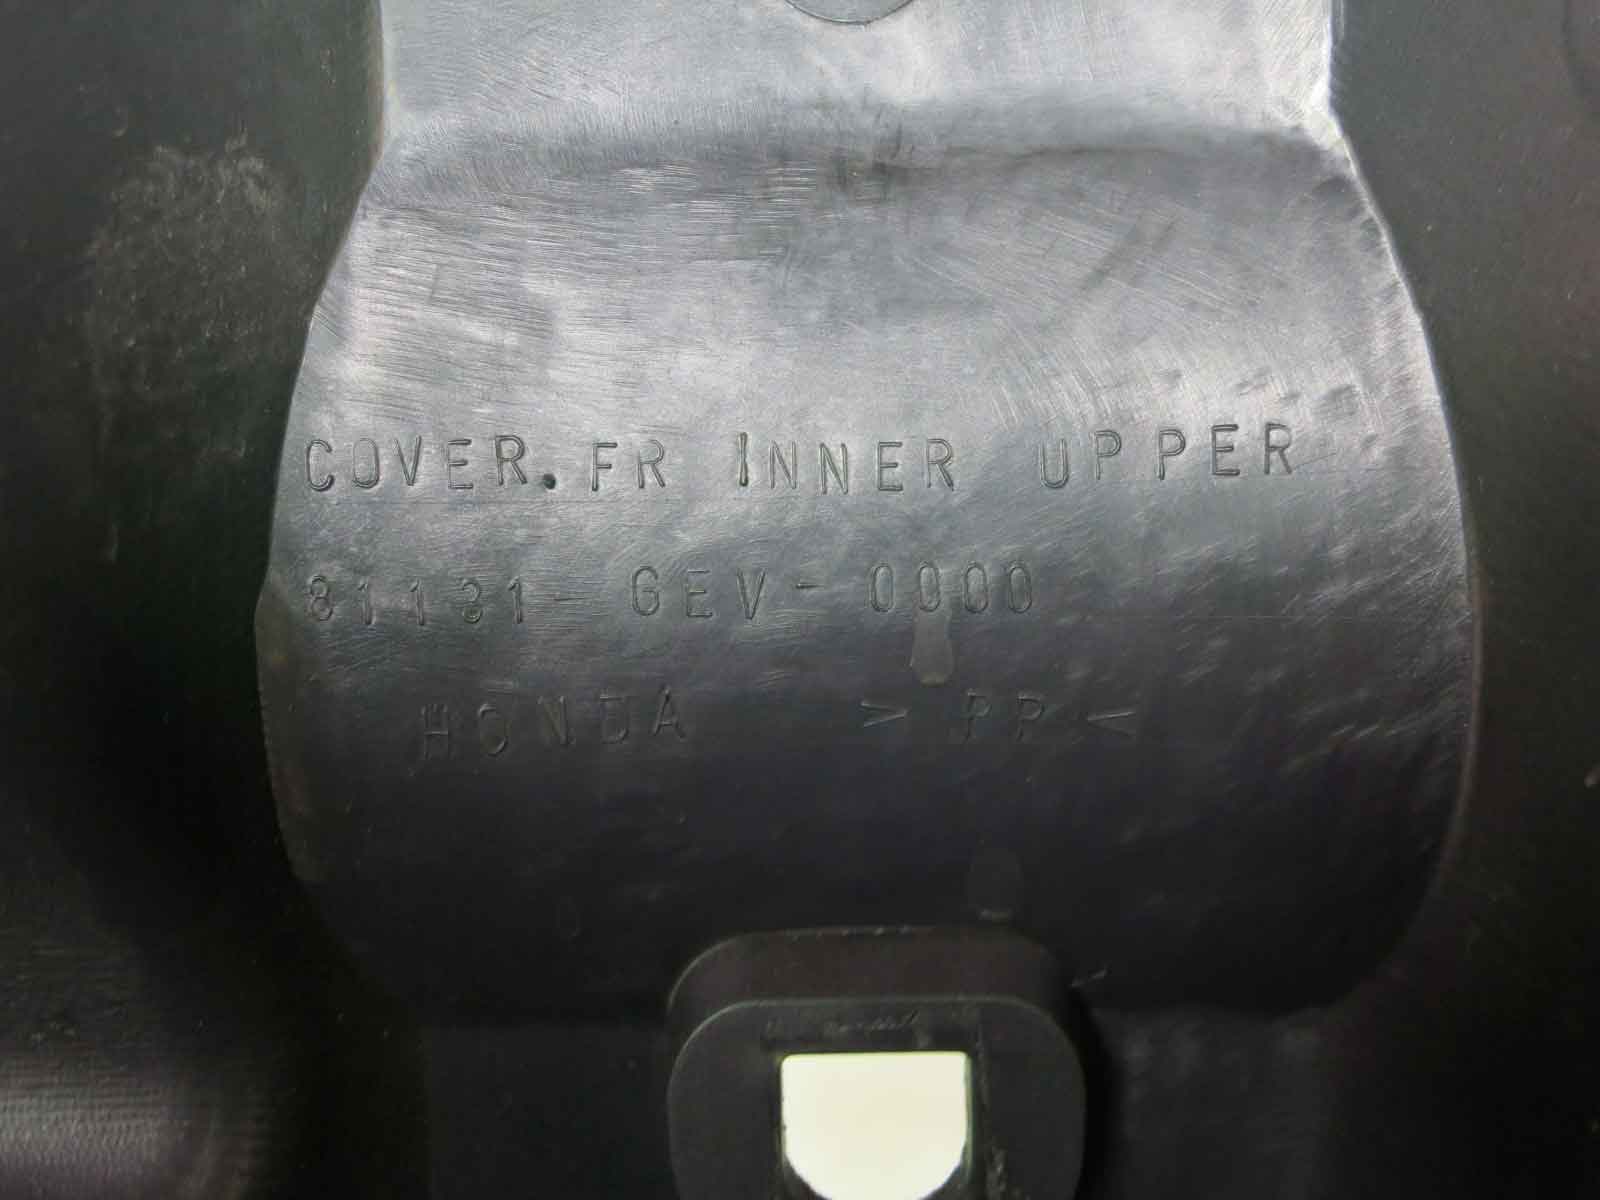 COVER.FR INNER UPPER
81131-GEV-0000
HONDA >PP<